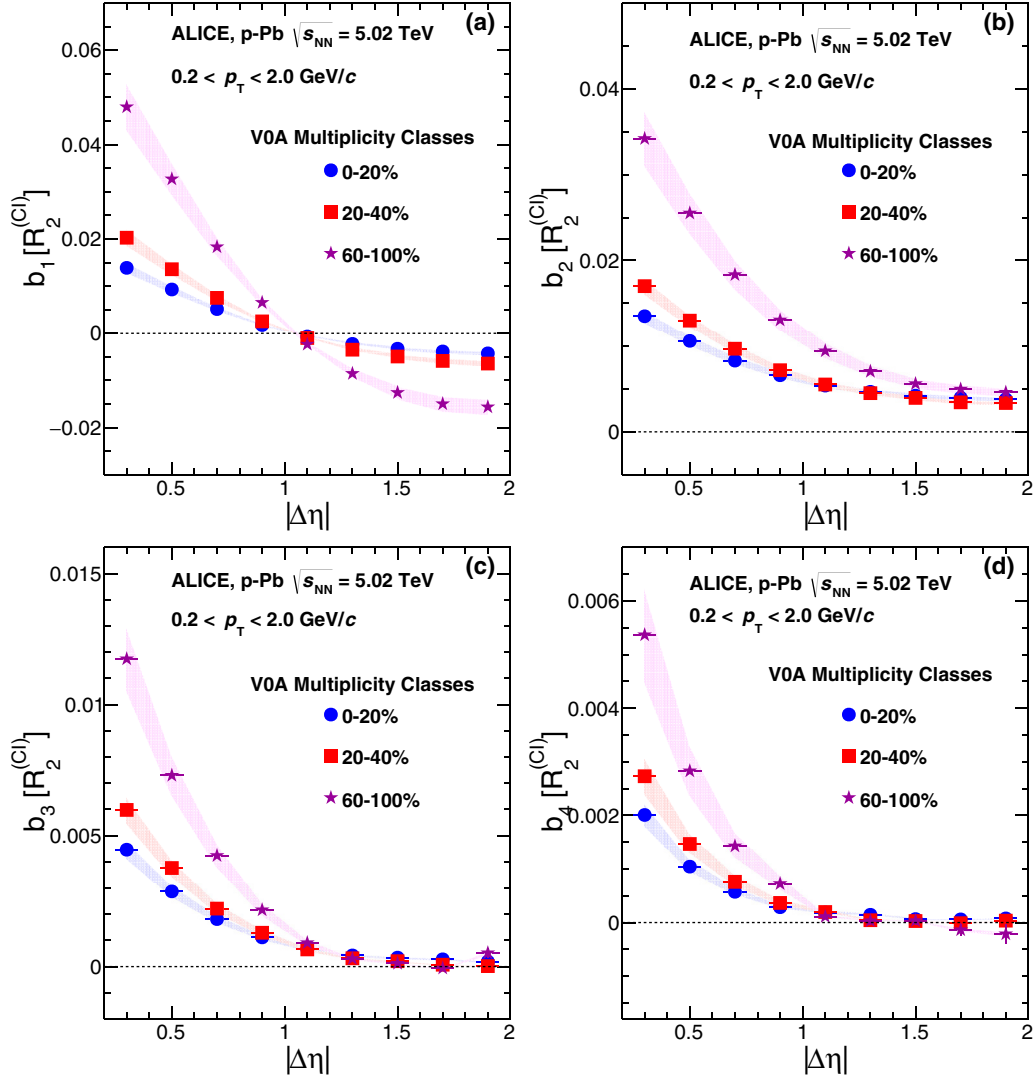 (a)
ALICE, p-Pb √sNN = 5.02 TeV
0.2 < pT < 2.0 GeV/c
V0A Multiplicity Classes
0-20%
20-40%
60-100%
0.06
0.04
0.02
0
−0.02
b1 [R2(CI)]
0.5 1 1.5 2
|Δη|
(b)
ALICE, p-Pb √sNN = 5.02 TeV
0.2 < pT < 2.0 GeV/c
V0A Multiplicity Classes
0-20%
20-40%
60-100%
0.04
0.02
0
b2 [R2(CI)]
0.5 1 1.5 2
|Δη|
(c)
ALICE, p-Pb √sNN = 5.02 TeV
0.2 < pT < 2.0 GeV/c
V0A Multiplicity Classes
0-20%
20-40%
60-100%
0.015
0.01
0.005
0
b3 [R2(CI)]
0.5 1 1.5 2
|Δη|
(d)
ALICE, p-Pb √sNN = 5.02 TeV
0.2 < pT < 2.0 GeV/c
V0A Multiplicity Classes
0-20%
20-40%
60-100%
0.006
0.004
0.002
0
b4 [R2(CI)]
0.5 1 1.5 2
|Δη|